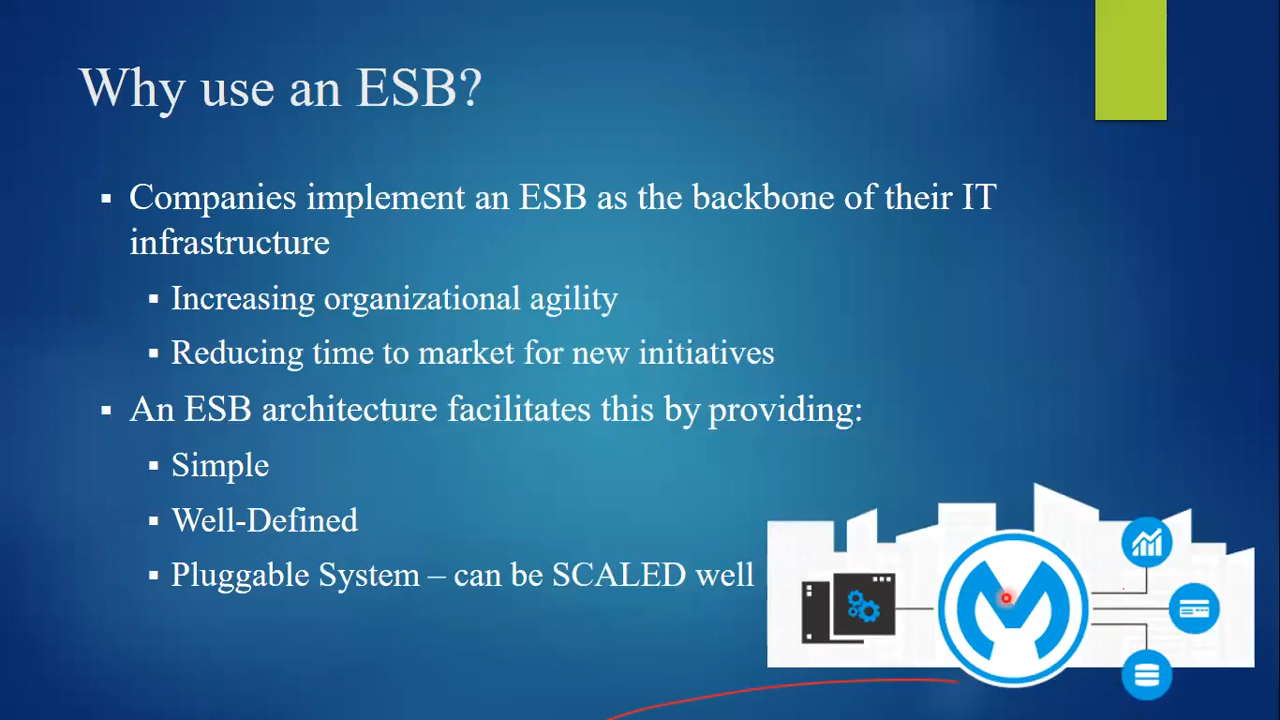 Why use an ESB?
▪ Companies implement an ESB as the backbone of their IT
infrastructure
▪ Increasing organizational agility
▪ Reducing time to market for new initiatives
▪ An ESB architecture facilitates this by providing:
▪ Simple
▪ Well-Defined
▪ Pluggable System – can be SCALED well